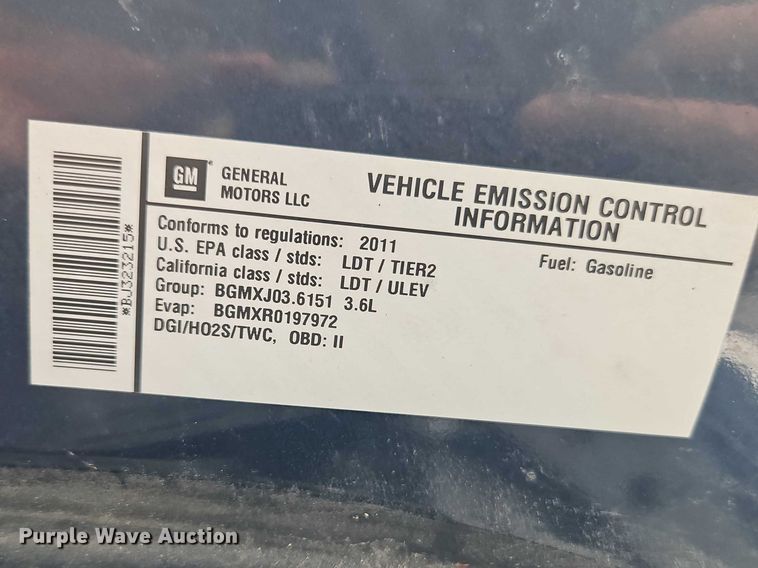 *BJ323215*
GM
GENERAL
MOTORS LLC
VEHICLE EMISSION CONTROL
INFORMATION
Conforms to regulations: 2011
Fuel: Gasoline
U.S. EPA class / stds: LDT / TIER2
California class / stds: LDT / ULEV
Group: BGMXJ03.6151 3.6L
Evap: BGMXR0197972
DGI/HO2S/TWC, OBD: II
Purple Wave Auction